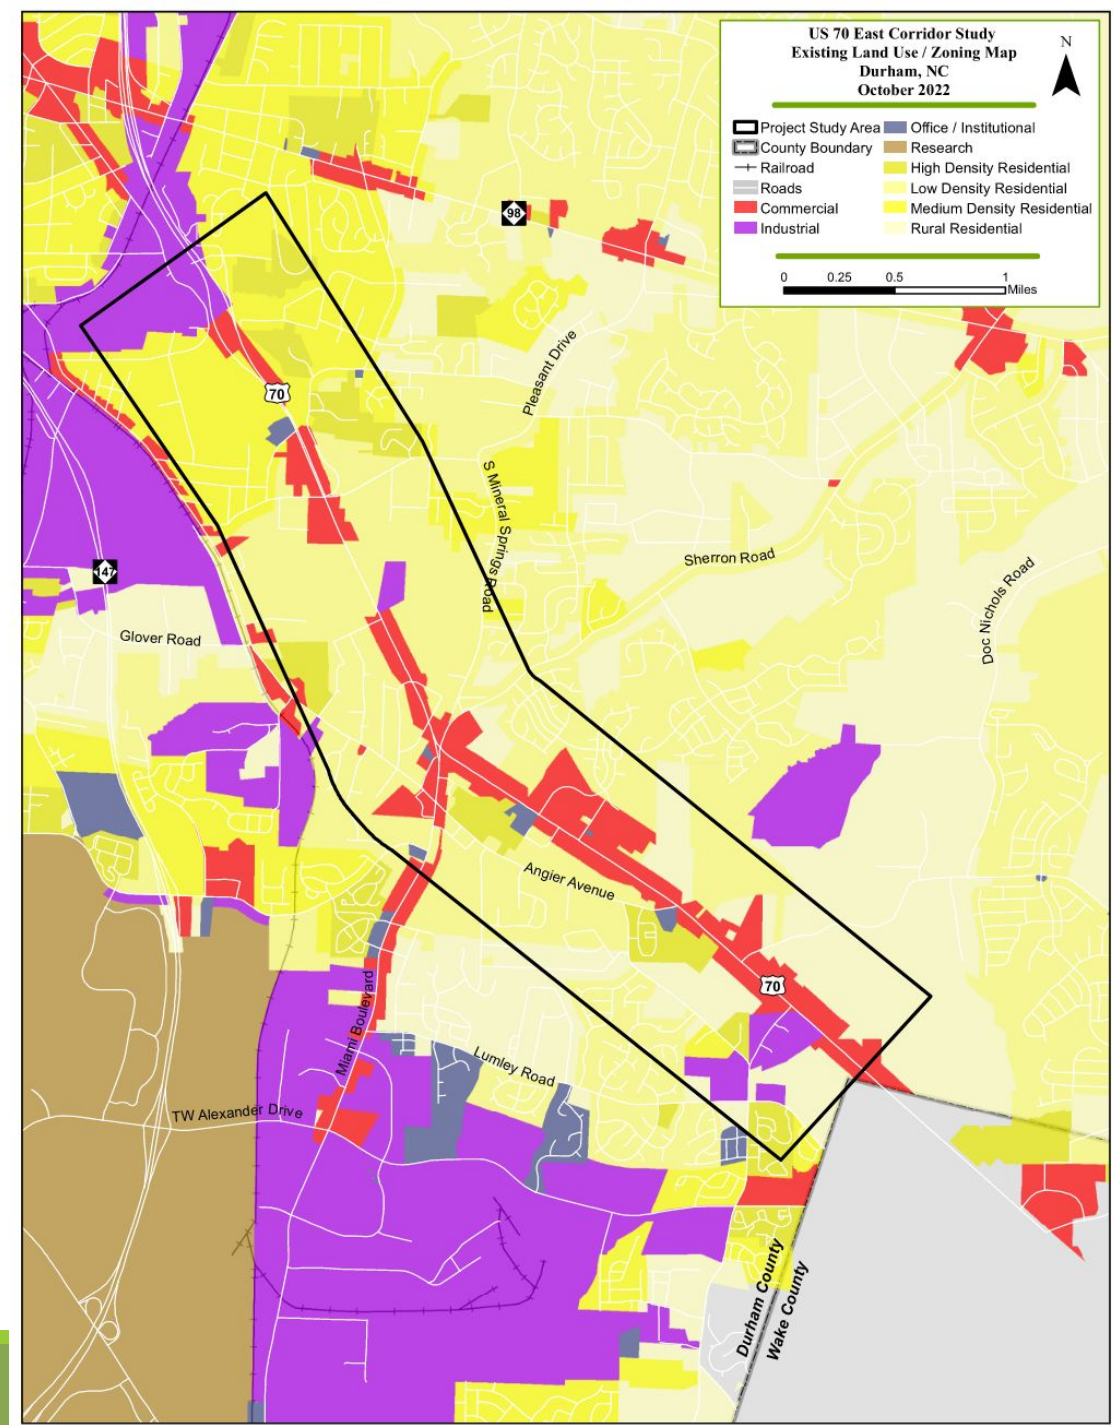 US 70 East Corridor Study
Existing Land Use / Zoning Map
Durham, NC
October 2022
N
Project Study Area
County Boundary
Railroad
Roads
Commercial
Industrial
Office / Institutional
Research
High Density Residential
Low Density Residential
Medium Density Residential
Rural Residential
0 0.25 0.5 1
Miles
98
Pleasant Drive
70
S Mineral Springs Road
Sherron Road
147
Doc Nichols Road
Glover Road
Angier Avenue
70
Miami Boulevard
Lumley Road
TW Alexander Drive
Durham County
Wake County